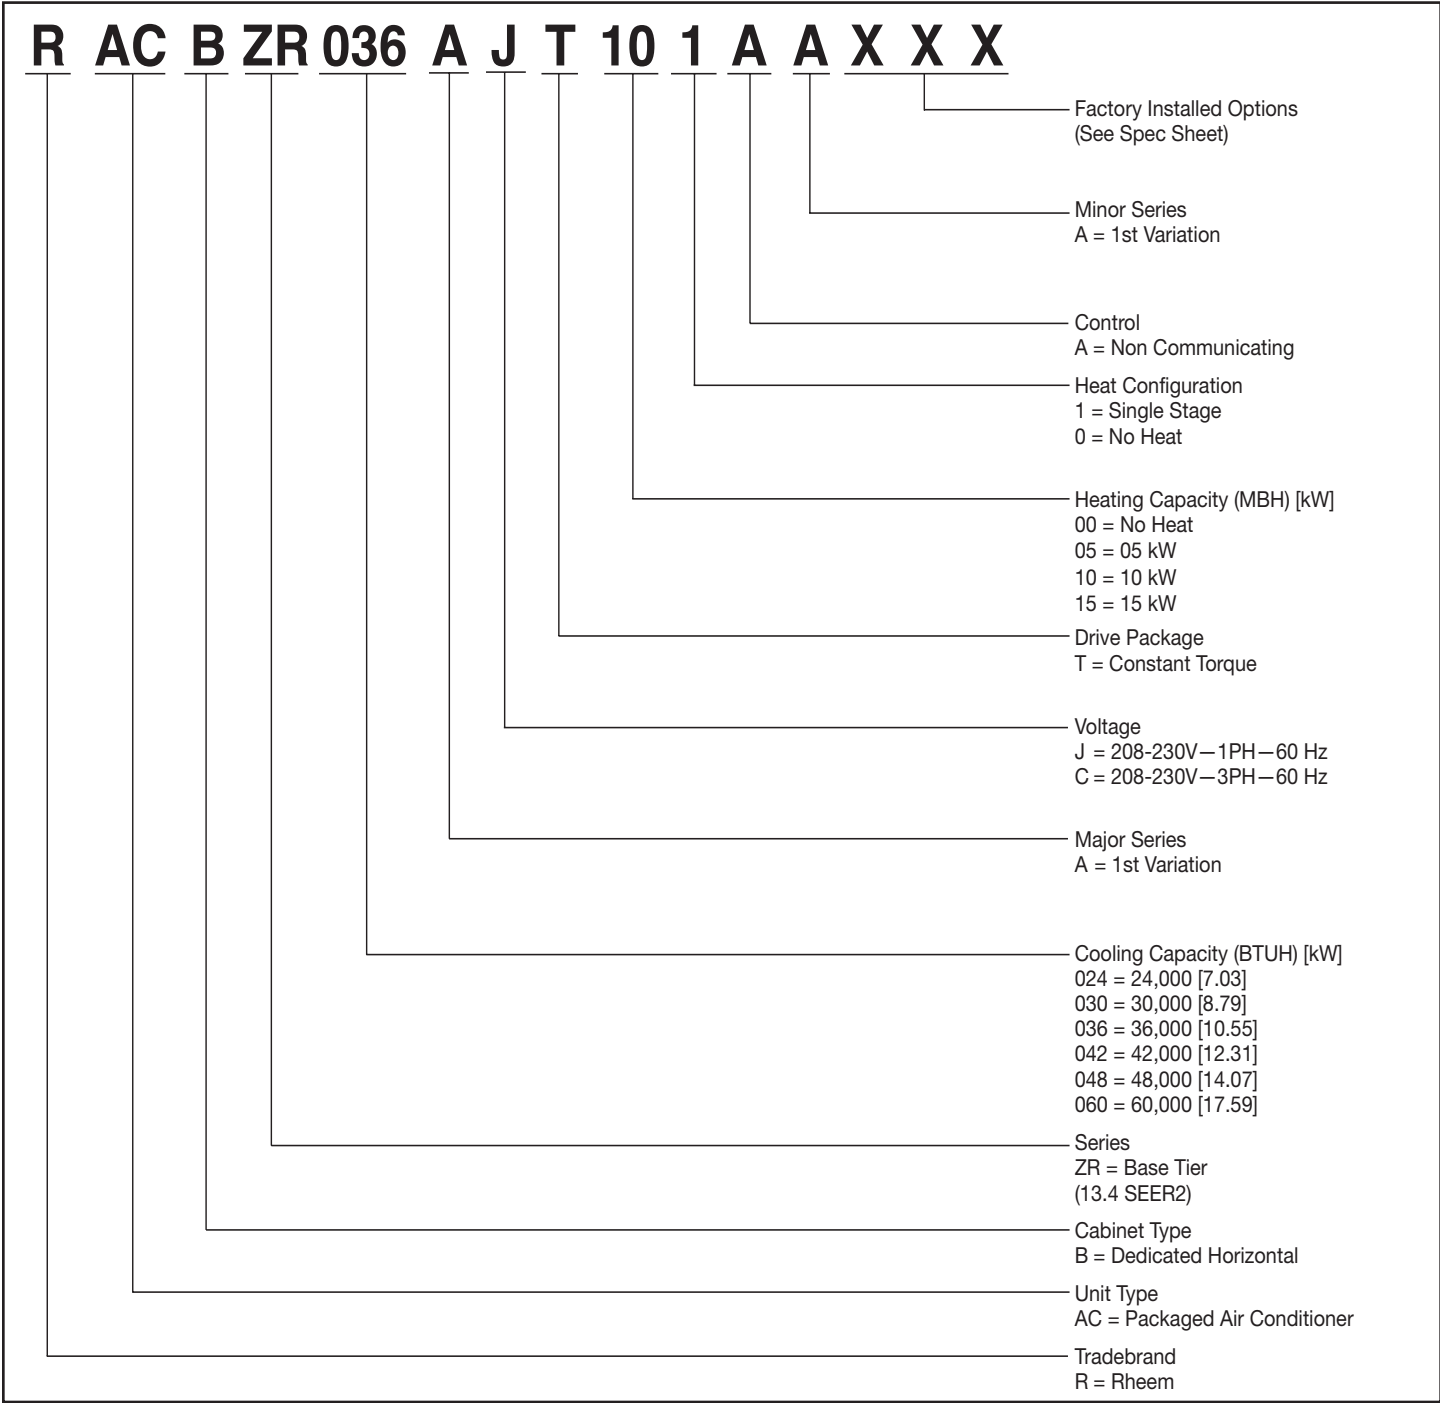 R AC B ZR 036 A J T 10 1 A A X X X
Factory Installed Options
(See Spec Sheet)
Minor Series
A = 1st Variation
Control
A = Non Communicating
Heat Configuration
1 = Single Stage
0 = No Heat
Heating Capacity (MBH) [kW]
00 = No Heat
05 = 05 kW
10 = 10 kW
15 = 15 kW
Drive Package
T = Constant Torque
Voltage
J = 208-230V—1PH—60 Hz
C = 208-230V—3PH—60 Hz
Major Series
A = 1st Variation
Cooling Capacity (BTUH) [kW]
024 = 24,000 [7.03]
030 = 30,000 [8.79]
036 = 36,000 [10.55]
042 = 42,000 [12.31]
048 = 48,000 [14.07]
060 = 60,000 [17.59]
Series
ZR = Base Tier
(13.4 SEER2)
Cabinet Type
B = Dedicated Horizontal
Unit Type
AC = Packaged Air Conditioner
Tradebrand
R = Rheem